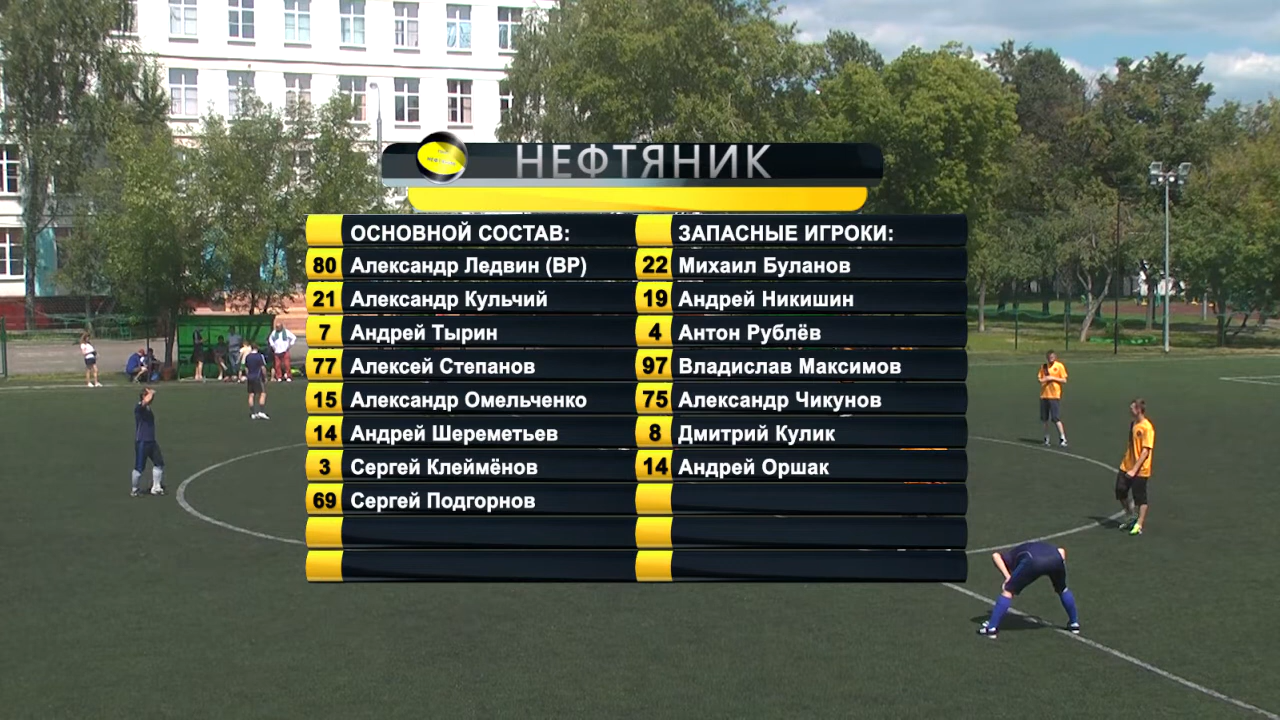 НЕФТЯНИК
ОСНОВНОЙ СОСТАВ:
80 Александр Ледвин (ВР)
21 Александр Кульчий
7 Андрей Тырин
77 Алексей Степанов
15 Александр Омельченко
14 Андрей Шереметьев
3 Сергей Клеймёнов
69 Сергей Подгорнов
ЗАПАСНЫЕ ИГРОКИ:
22 Михаил Буланов
19 Андрей Никишин
4 Антон Рублёв
97 Владислав Максимов
75 Александр Чикунов
8 Дмитрий Кулик
14 Андрей Оршак